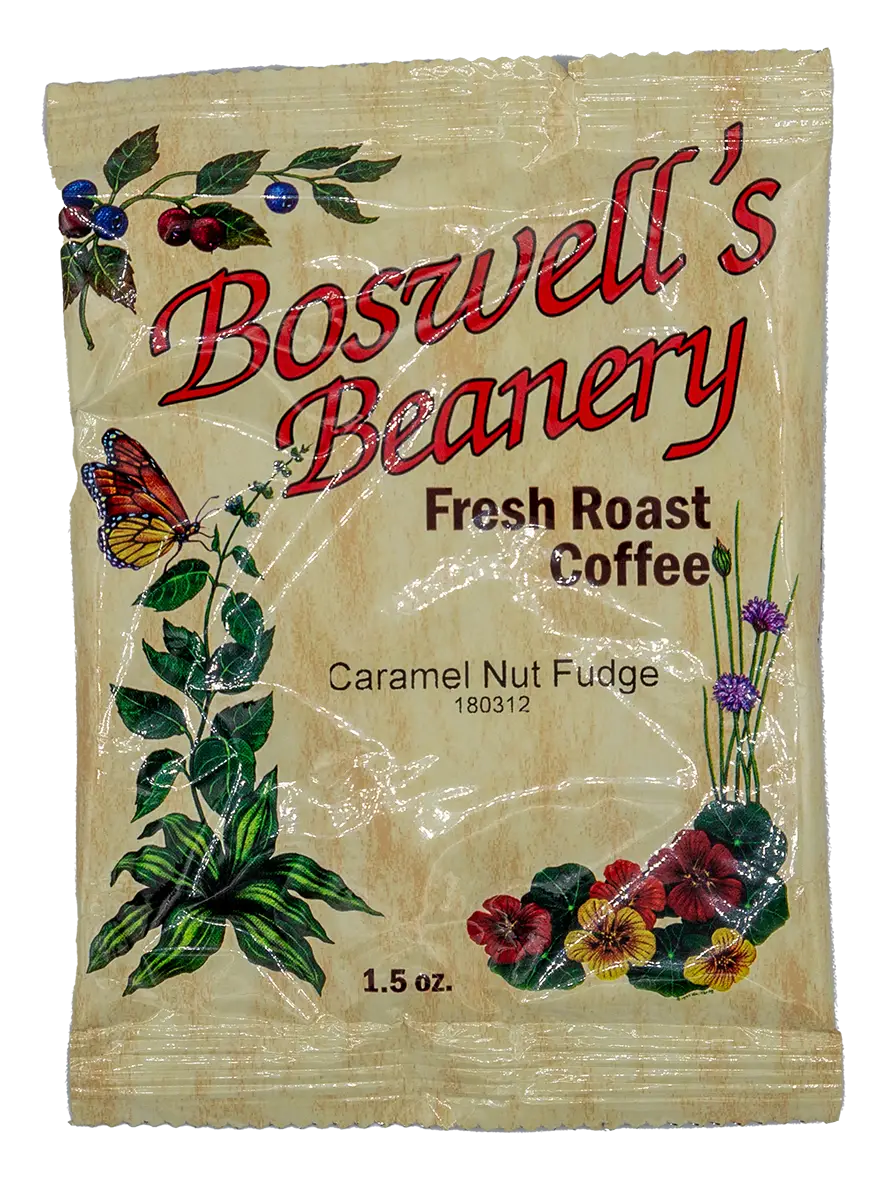 Boswell's
Beanery
Fresh Roast
Coffee
Caramel Nut Fudge
180312
1.5 oz.